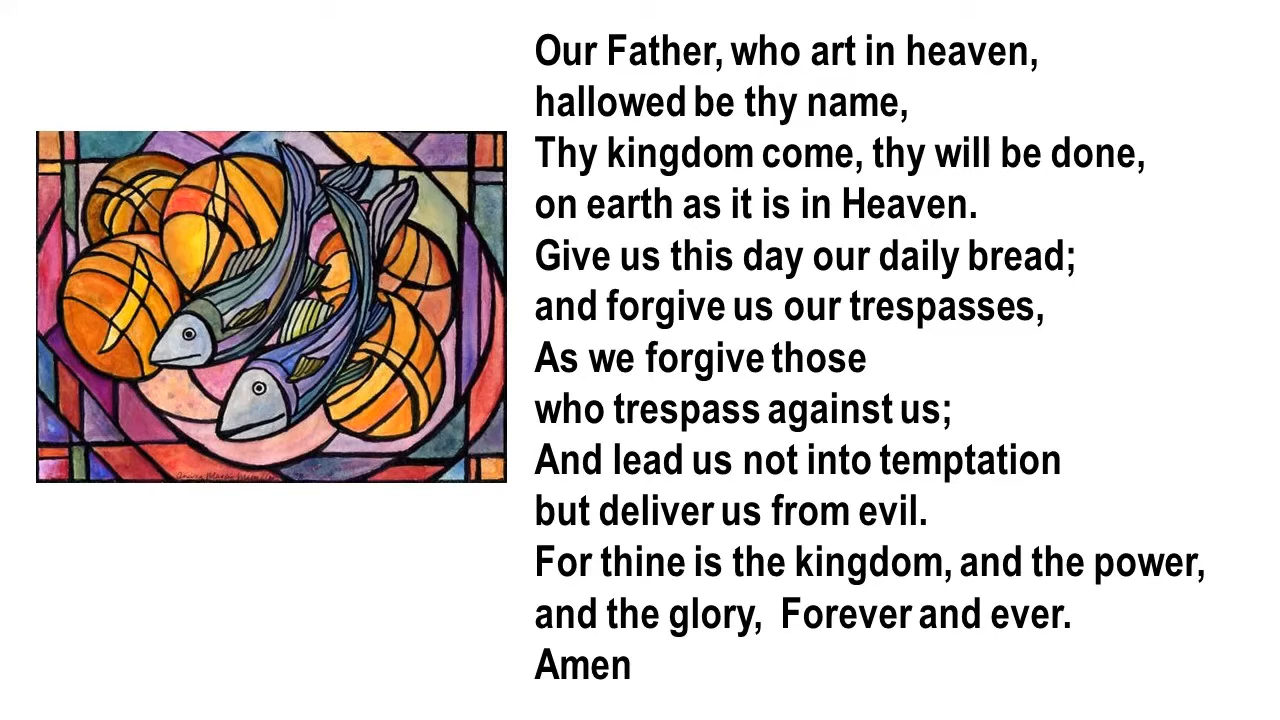 Our Father, who art in heaven,
hallowed be thy name,
Thy kingdom come, thy will be done,
on earth as it is in Heaven.
Give us this day our daily bread;
and forgive us our trespasses,
As we forgive those
who trespass against us;
And lead us not into temptation
but deliver us from evil.
For thine is the kingdom, and the power,
and the glory,  Forever and ever.
Amen